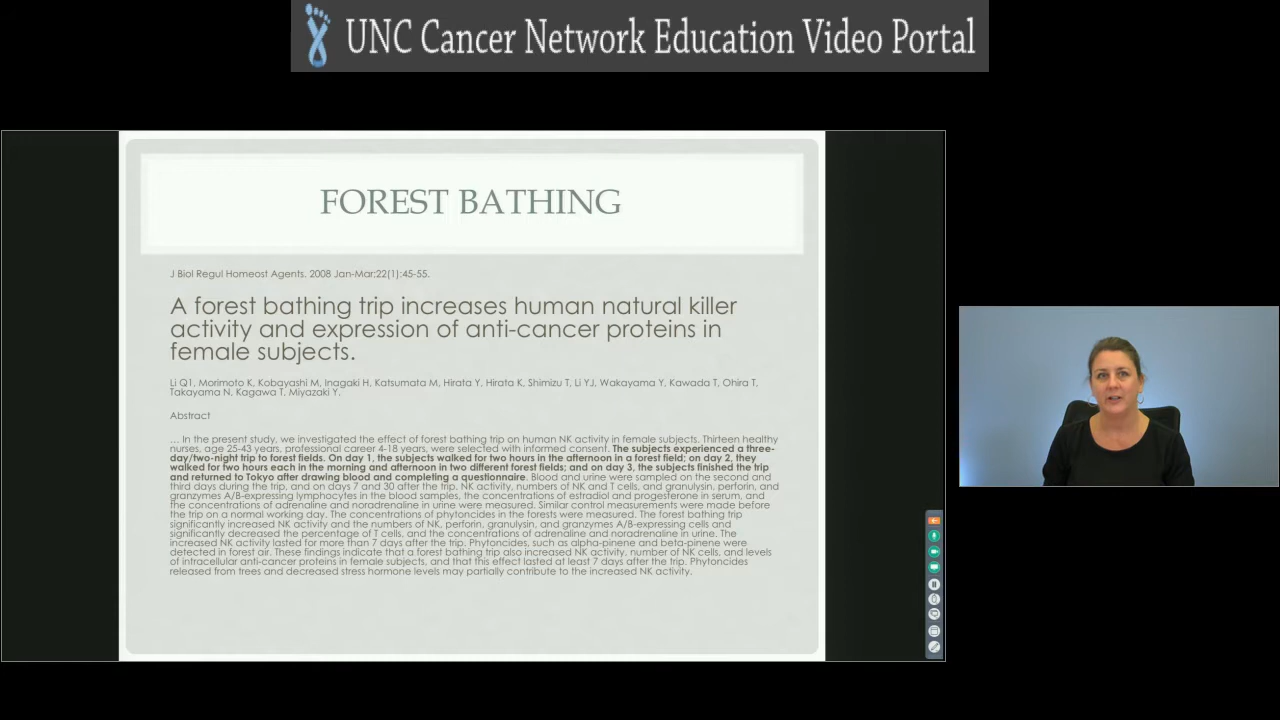 UNC Cancer Network Education Video Portal
FOREST BATHING
J Biol Regul Homeost Agents. 2008 Jan-Mar;22(1):45-55.
A forest bathing trip increases human natural killer
activity and expression of anti-cancer proteins in
female subjects.
Li Q1, Morimoto K, Kobayashi M, Inagaki H, Katsumata M, Hirata Y, Hirata K, Shimizu T, Li YJ, Wakayama Y, Kawada T, Ohira T,
Takayama N, Kagawa T, Miyazaki Y.
Abstract
... In the present study, we investigated the effect of forest bathing trip on human NK activity in female subjects. Thirteen healthy
nurses, age 25-43 years, professional career 4-18 years, were selected with informed consent. The subjects experienced a three-
day/two-night trip to forest fields. On day 1, the subjects walked for two hours in the afternoon in a forest field; on day 2, they
walked for two hours each in the morning and afternoon in two different forest fields; and on day 3, the subjects finished the trip
and returned to Tokyo after drawing blood and completing a questionnaire. Blood and urine were sampled on the second and
third days during the trip, and on days 7 and 30 after the trip. NK activity, numbers of NK and T cells, and granulysin, perforin, and
granzymes A/B-expressing lymphocytes in the blood samples, the concentrations of estradiol and progesterone in serum, and
the concentrations of adrenaline and noradrenaline in urine were measured. Similar control measurements were made before
the trip on a normal working day. The concentrations of phytoncides in the forests were measured. The forest bathing trip
significantly increased NK activity and the numbers of NK, perforin, granulysin, and granzymes A/B-expressing cells and
significantly decreased the percentage of T cells, and the concentrations of adrenaline and noradrenaline in urine. The
increased NK activity lasted for more than 7 days after the trip. Phytoncides, such as alpha-pinene and beta-pinene were
detected in forest air. These findings indicate that a forest bathing trip also increased NK activity, number of NK cells, and levels
of intracellular anti-cancer proteins in female subjects, and that this effect lasted at least 7 days after the trip. Phytoncides
released from trees and decreased stress hormone levels may partially contribute to the increased NK activity.